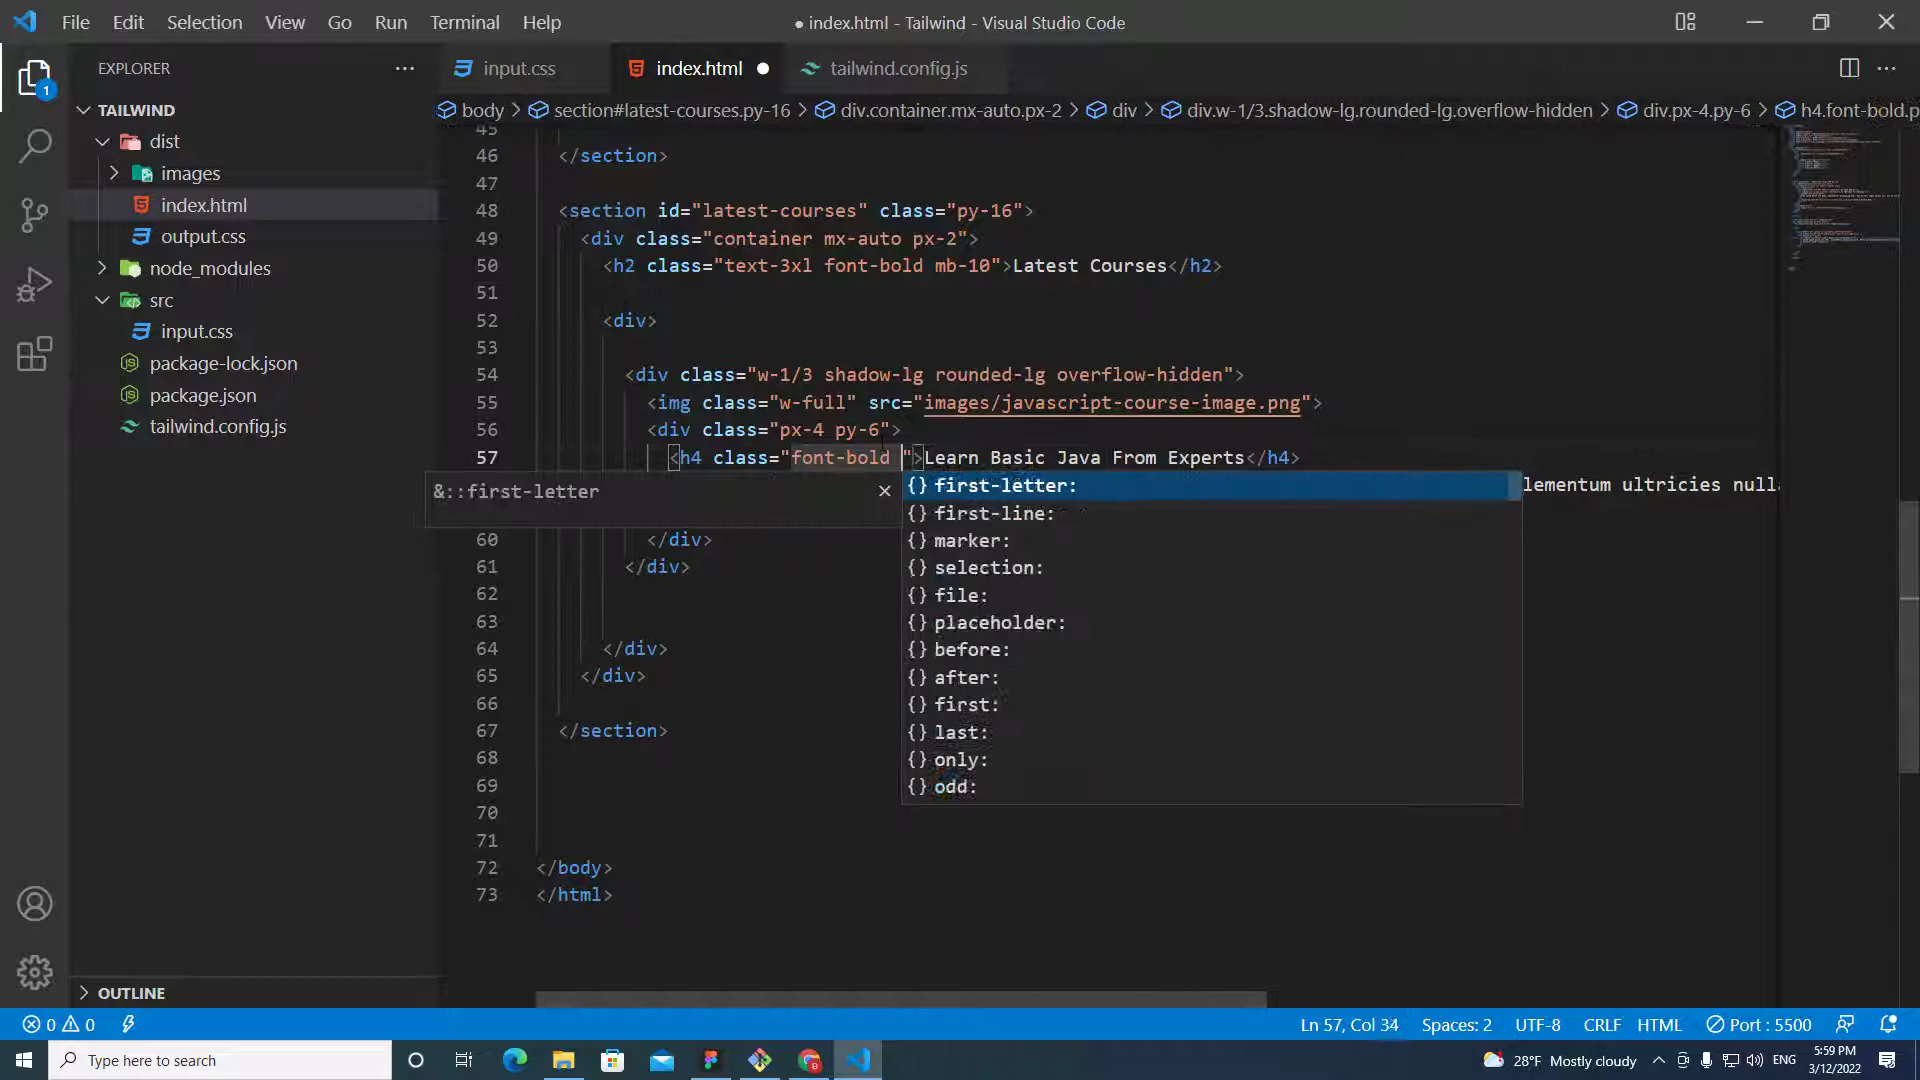 File Edit Selection View Go Run Terminal Help
● index.html - Tailwind - Visual Studio Code
EXPLORER
input.css
index.html
tailwind.config.js
1
TAILWIND
dist
images
index.html
output.css
node_modules
src
input.css
package-lock.json
package.json
tailwind.config.js
OUTLINE
body > section#latest-courses.py-16 > div.container.mx-auto.px-2 > div > div.w-1/3.shadow-lg.rounded-lg.overflow-hidden > div.px-4.py-6 > h4.font-bold.p
45
46 </section>
47
48 <section id="latest-courses" class="py-16">
49 <div class="container mx-auto px-2">
50 <h2 class="text-3xl font-bold mb-10">Latest Courses</h2>
51
52 <div>
53
54 <div class="w-1/3 shadow-lg rounded-lg overflow-hidden">
55 <img class="w-full" src="images/javascript-course-image.png">
56 <div class="px-4 py-6">
57 <h4 class="font-bold ">Learn Basic Java From Experts</h4>
lementum ultricies null
&::first-letter
{} first-letter:
{} first-line:
{} marker:
{} selection:
{} file:
{} placeholder:
{} before:
{} after:
{} first:
{} last:
{} only:
{} odd:
60 </div>
61 </div>
62
63
64 </div>
65 </div>
66
67 </section>
68
69
70
71
72 </body>
73 </html>
0 0
Ln 57, Col 34 Spaces: 2 UTF-8 CRLF HTML Port : 5500
Type here to search
28°F Mostly cloudy
ENG
5:59 PM
3/12/2022